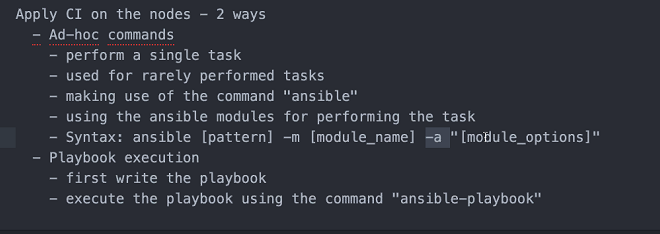 Apply CI on the nodes - 2 ways
- Ad-hoc commands
- perform a single task
- used for rarely performed tasks
- making use of the command "ansible"
- using the ansible modules for performing the task
- Syntax: ansible [pattern] -m [module_name] -a "[module_options]"
- Playbook execution
- first write the playbook
- execute the playbook using the command "ansible-playbook"